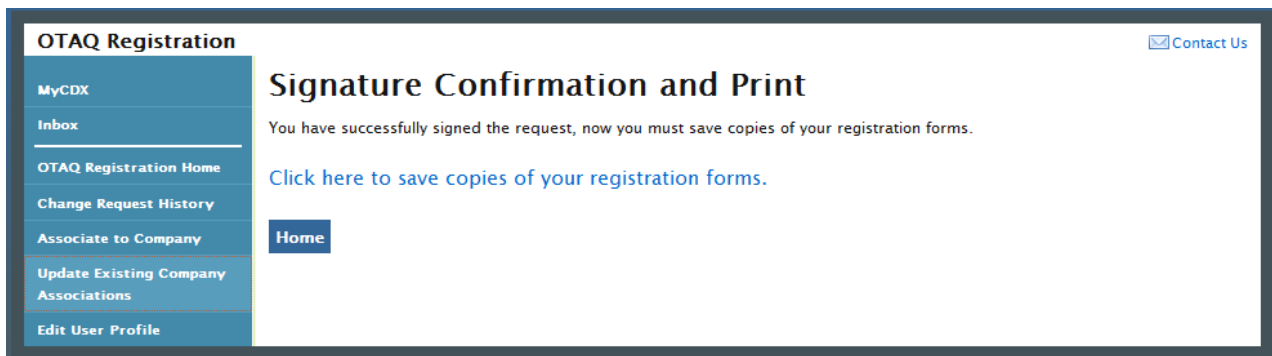 OTAQ Registration
Contact Us
MyCDX
Inbox
OTAQ Registration Home
Change Request History
Associate to Company
Update Existing Company
Associations
Edit User Profile
Signature Confirmation and Print
You have successfully signed the request, now you must save copies of your registration forms.
Click here to save copies of your registration forms.
Home